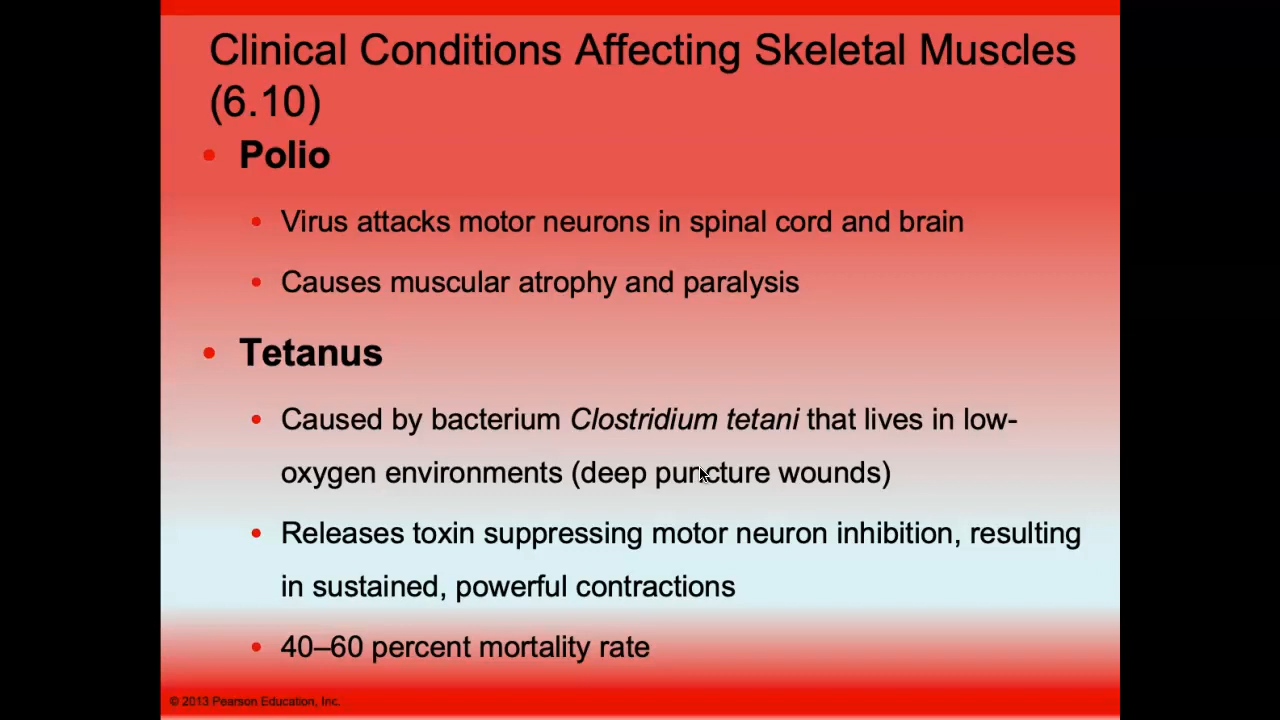 Clinical Conditions Affecting Skeletal Muscles
(6.10)
• Polio
• Virus attacks motor neurons in spinal cord and brain
• Causes muscular atrophy and paralysis
• Tetanus
• Caused by bacterium Clostridium tetani that lives in low-
oxygen environments (deep puncture wounds)
• Releases toxin suppressing motor neuron inhibition, resulting
in sustained, powerful contractions
• 40–60 percent mortality rate
© 2013 Pearson Education, Inc.